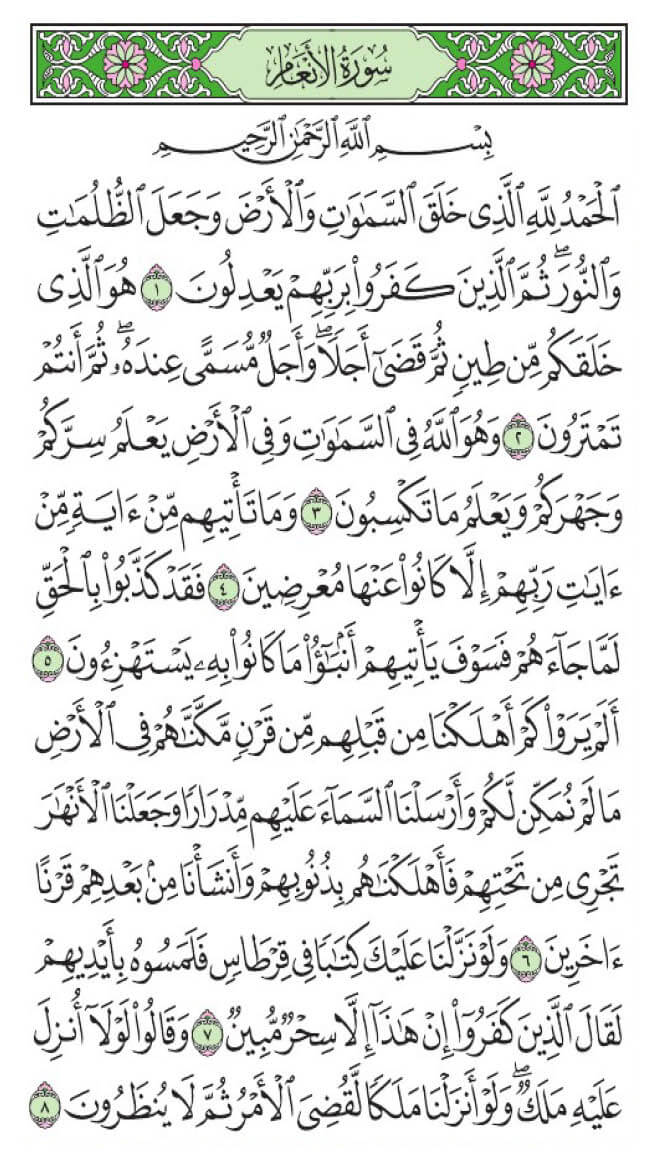 سُورَةُ الأَنْعَامِ
بِسْمِ ٱللَّهِ ٱلرَّحْمَٰنِ ٱلرَّحِيمِ
ٱلْحَمْدُ لِلَّهِ ٱلَّذِى خَلَقَ ٱلسَّمَٰوَٰتِ وَٱلْأَرْضَ وَجَعَلَ ٱلظُّلُمَٰتِ
وَٱلنُّورَۖ ثُمَّ ٱلَّذِينَ كَفَرُوا۟ بِرَبِّهِمْ يَعْدِلُونَ ١ هُوَ ٱلَّذِى
خَلَقَكُم مِّن طِينٍ ثُمَّ قَضَىٰٓ أَجَلًاۖ وَأَجَلٌ مُّسَمًّى عِندَهُۥۖ ثُمَّ أَنتُمْ
تَمْتَرُونَ ٢ وَهُوَ ٱللَّهُ فِى ٱلسَّمَٰوَٰتِ وَفِى ٱلْأَرْضِ يَعْلَمُ سِرَّكُمْ
وَجَهْرَكُمْ وَيَعْلَمُ مَا تَكْسِبُونَ ٣ وَمَا تَأْتِيهِم مِّنْ ءَايَةٍ مِّنْ
ءَايَٰتِ رَبِّهِمْ إِلَّا كَانُوا۟ عَنْهَا مُعْرِضِينَ ٤ فَقَدْ كَذَّبُوا۟ بِٱلْحَقِّ
لَمَّا جَآءَهُمْ فَسَوْفَ يَأْتِيهِمْ أَنۢبَٰٓؤُا۟ مَا كَانُوا۟ بِهِۦ يَسْتَهْزِءُونَ ٥
أَلَمْ يَرَوْا۟ كَمْ أَهْلَكْنَا مِن قَبْلِهِم مِّن قَرْنٍ مَّكَّنَّٰهُمْ فِى ٱلْأَرْضِ
مَا لَمْ نُمَكِّن لَّكُمْ وَأَرْسَلْنَا ٱلسَّمَآءَ عَلَيْهِم مِّدْرَارًا وَجَعَلْنَا ٱلْأَنْهَٰرَ
تَجْرِى مِن تَحْتِهِمْ فَأَهْلَكْنَٰهُم بِذُنُوبِهِمْ وَأَنشَأْنَا مِنۢ بَعْدِهِمْ قَرْنًا
ءَاخَرِينَ ٦ وَلَوْ نَزَّلْنَا عَلَيْكَ كِتَٰبًا فِى قِرْطَاسٍ فَلَمَسُوهُ بِأَيْدِيهِمْ
لَقَالَ ٱلَّذِينَ كَفَرُوٓا۟ إِنْ هَٰذَآ إِلَّا سِحْرٌ مُّبِينٌ ٧ وَقَالُوا۟ لَوْلَآ أُنزِلَ
عَلَيْهِ مَلَكٌۖ وَلَوْ أَنزَلْنَا مَلَكًا لَّقُضِىَ ٱلْأَمْرُ ثُمَّ لَا يُنظَرُونَ ٨